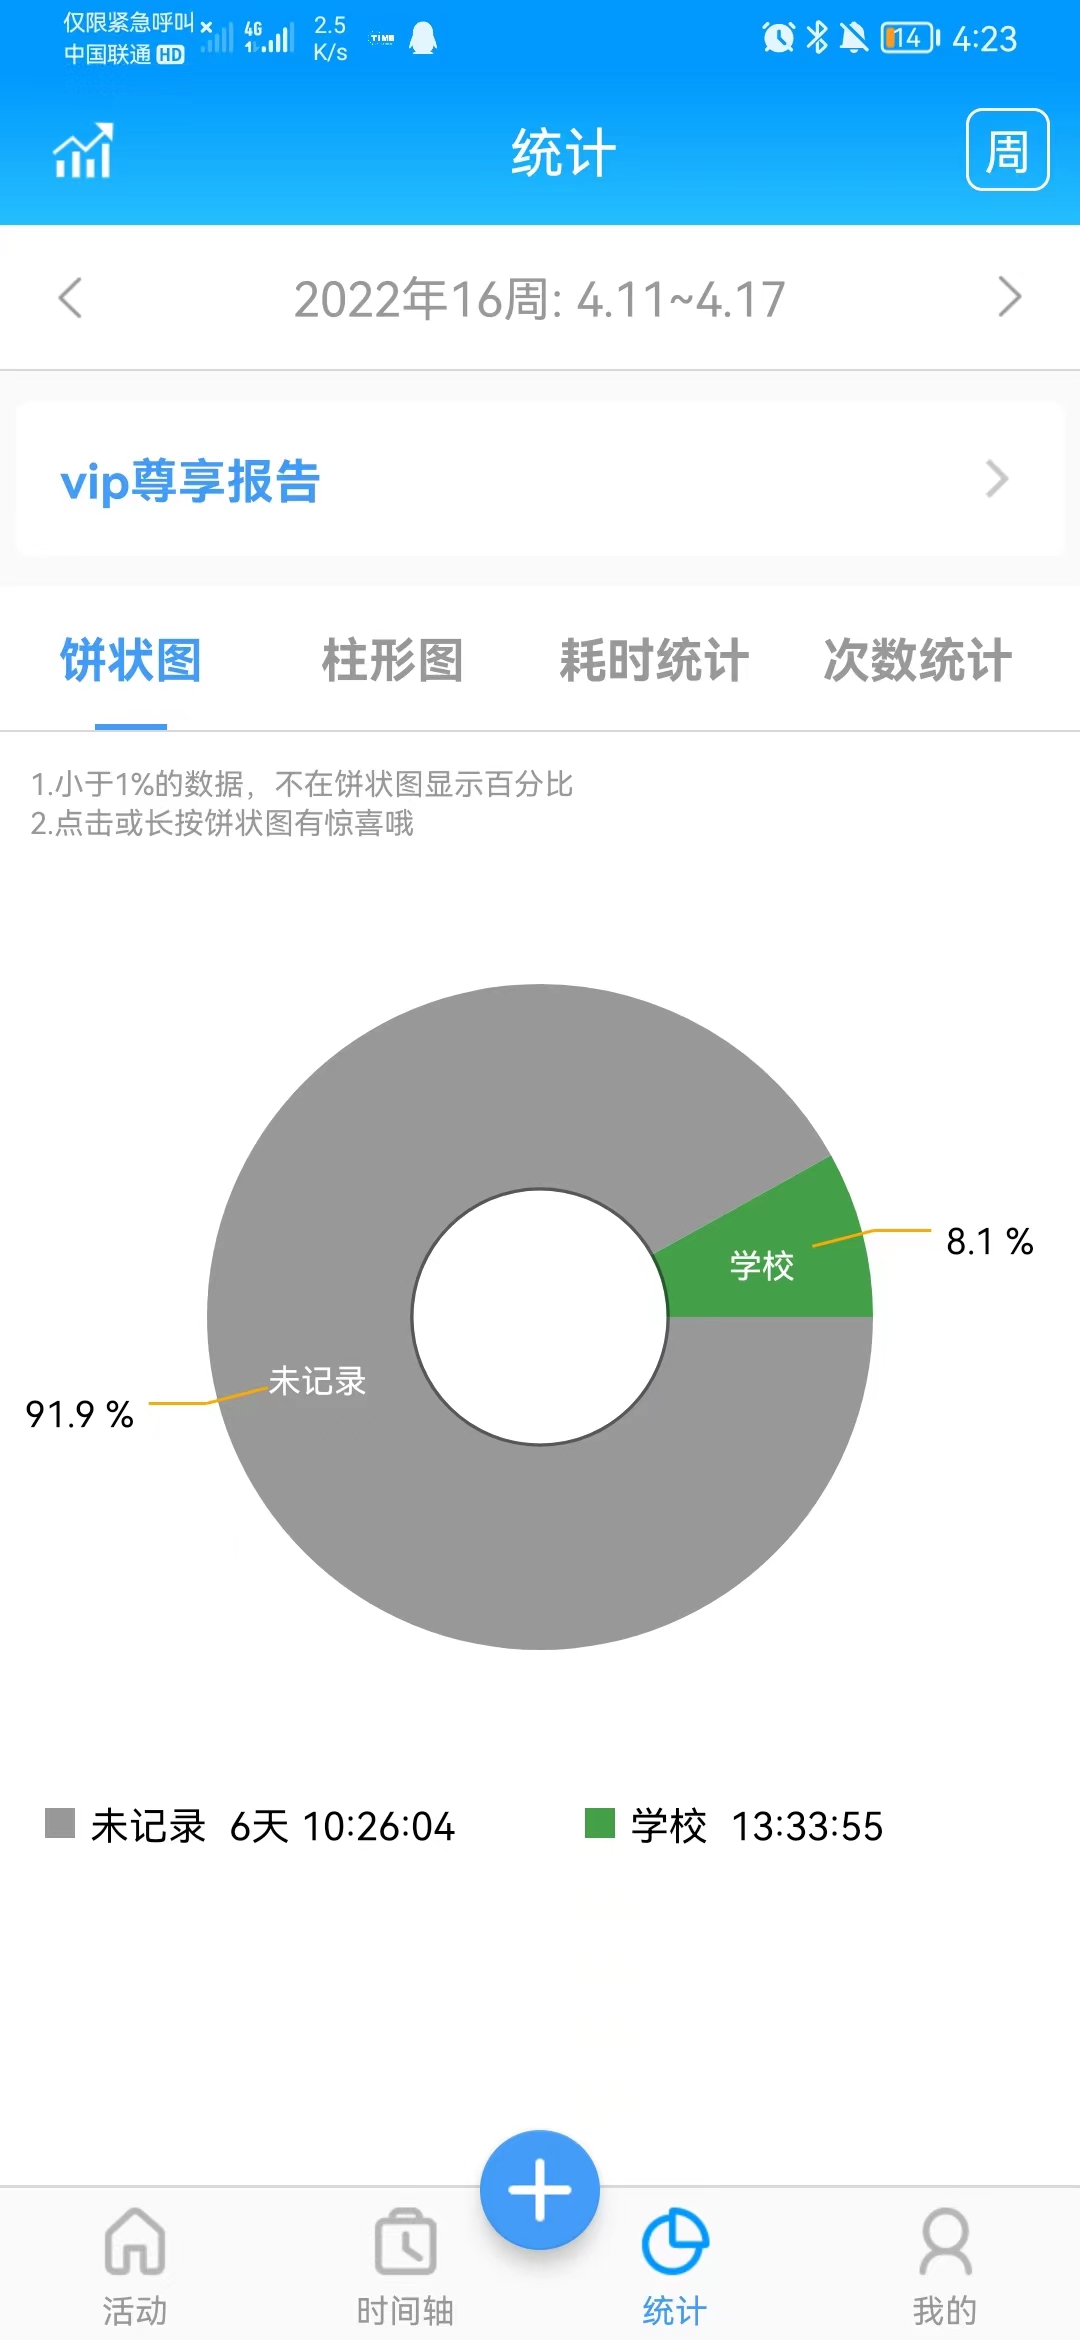 仅限紧急呼叫
中国联通 HD
4G
2.5
K/s
TIME
14
4:23
统计
周
2022年16周: 4.11~4.17
vip尊享报告
饼状图 柱形图 耗时统计 次数统计
1.小于1%的数据，不在饼状图显示百分比
2.点击或长按饼状图有惊喜哦
学校
8.1 %
未记录
91.9 %
未记录 6天 10:26:04
学校 13:33:55
活动 时间轴 统计 我的